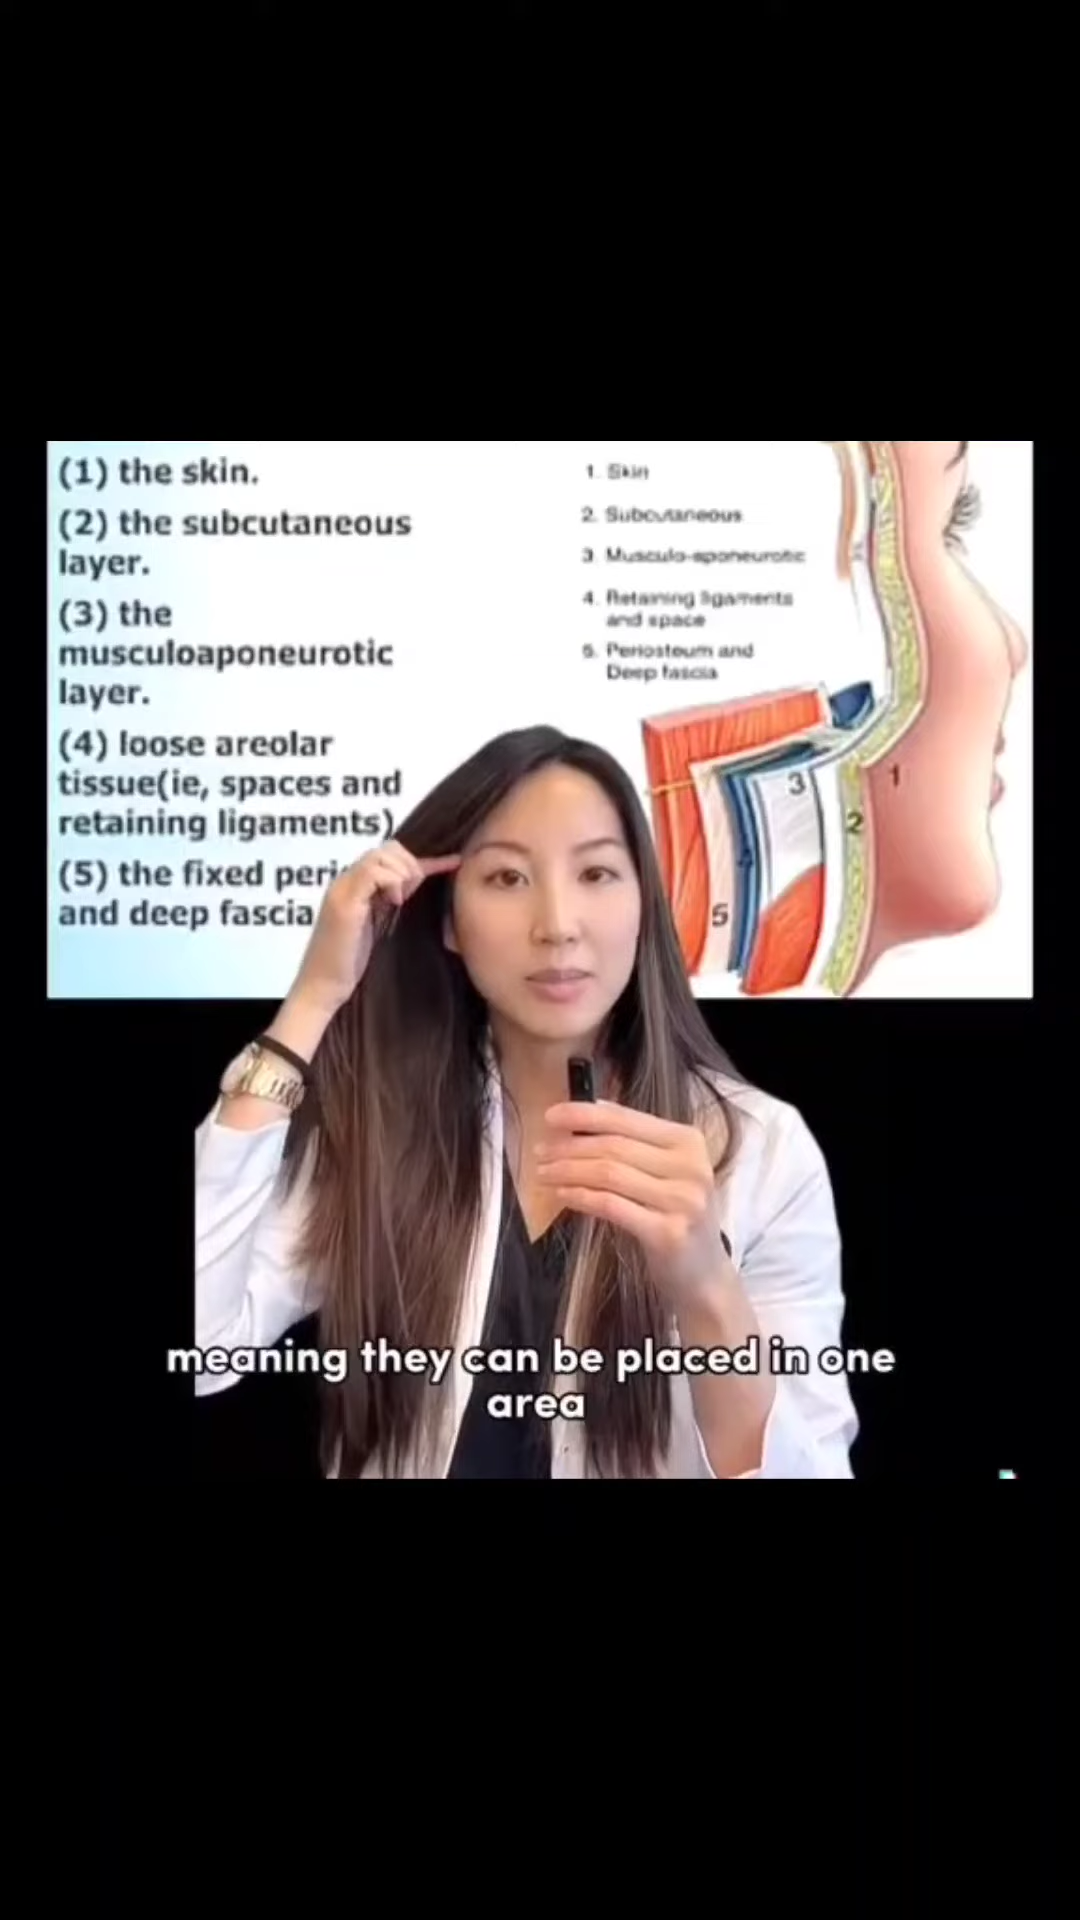 (1) the skin.
(2) the subcutaneous
layer.
(3) the
musculoaponeurotic
layer.
(4) loose areolar
tissue(ie, spaces and
retaining ligaments)
(5) the fixed peri
and deep fascia
1. Skin
2. Subcutaneous
3. Musculo-aponeurotic
4. Retaining ligaments
and space
5. Periosteum and
Deep fascia
1
2
3
5
meaning they can be placed in one
area